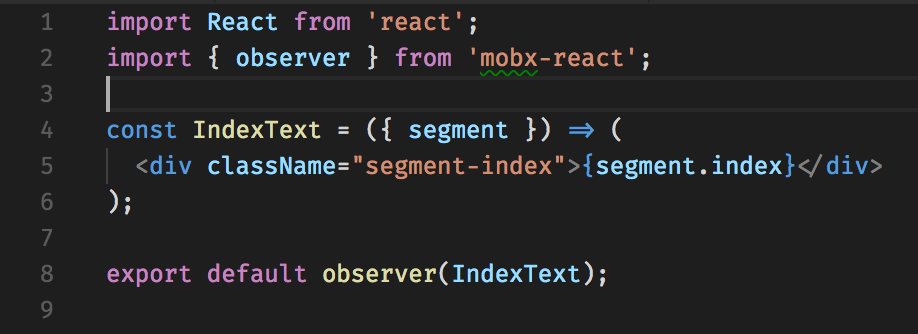 1 import React from 'react';
2 import { observer } from 'mobx-react';
3
4 const IndexText = ({ segment }) => (
5   <div className="segment-index">{segment.index}</div>
6 );
7
8 export default observer(IndexText);
9